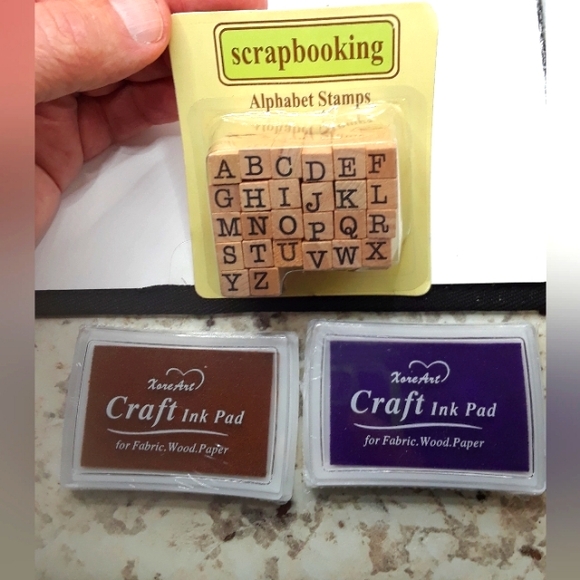 scrapbooking
Alphabet Stamps
A B C D E F
G H I J K L
M N O P Q R
S T U V W X
Y Z
XoreArt
Craft Ink Pad
for Fabric.Wood.Paper
XoreArt
Craft Ink Pad
for Fabric.Wood.Paper